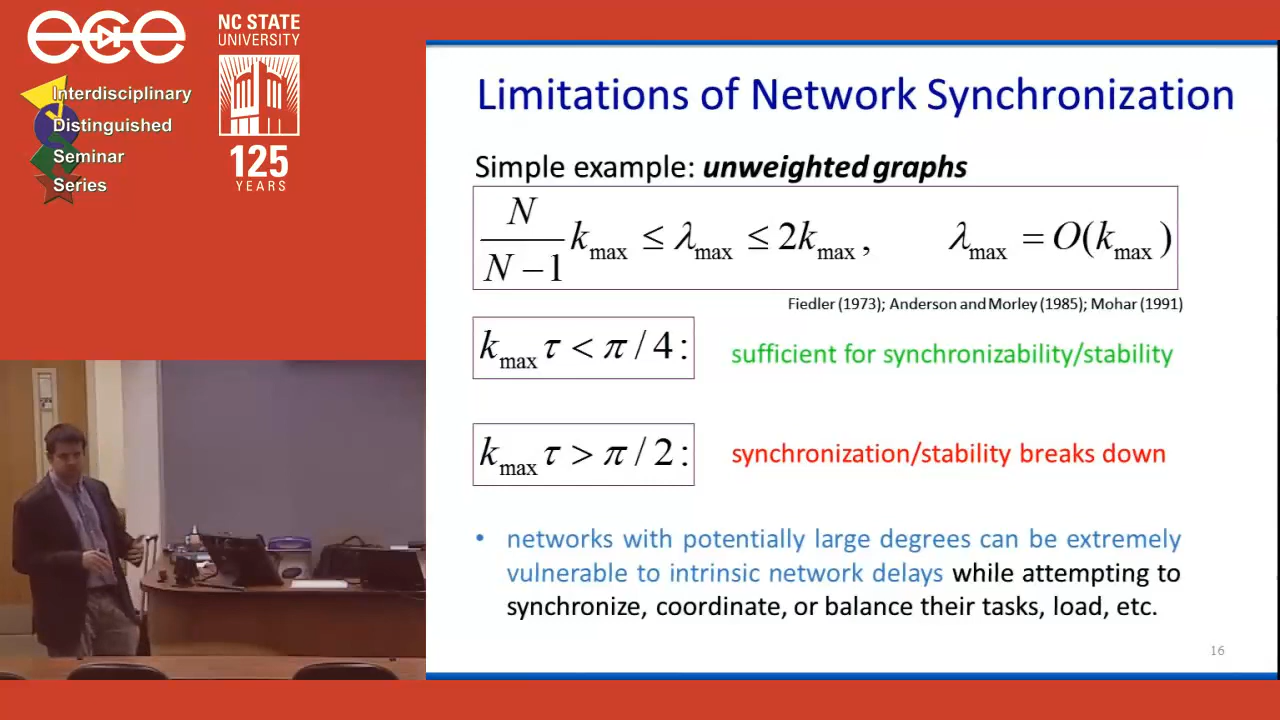 ece
Interdisciplinary
Distinguished
Seminar
Series
NC STATE
UNIVERSITY
125
YEARS
Limitations of Network Synchronization
Simple example: unweighted graphs
N/(N−1) k_max ≤ λ_max ≤ 2k_max, λ_max = O(k_max)
Fiedler (1973); Anderson and Morley (1985); Mohar (1991)
k_max τ < π / 4: sufficient for synchronizability/stability
k_max τ > π / 2: synchronization/stability breaks down
• networks with potentially large degrees can be extremely
vulnerable to intrinsic network delays while attempting to
synchronize, coordinate, or balance their tasks, load, etc.
16